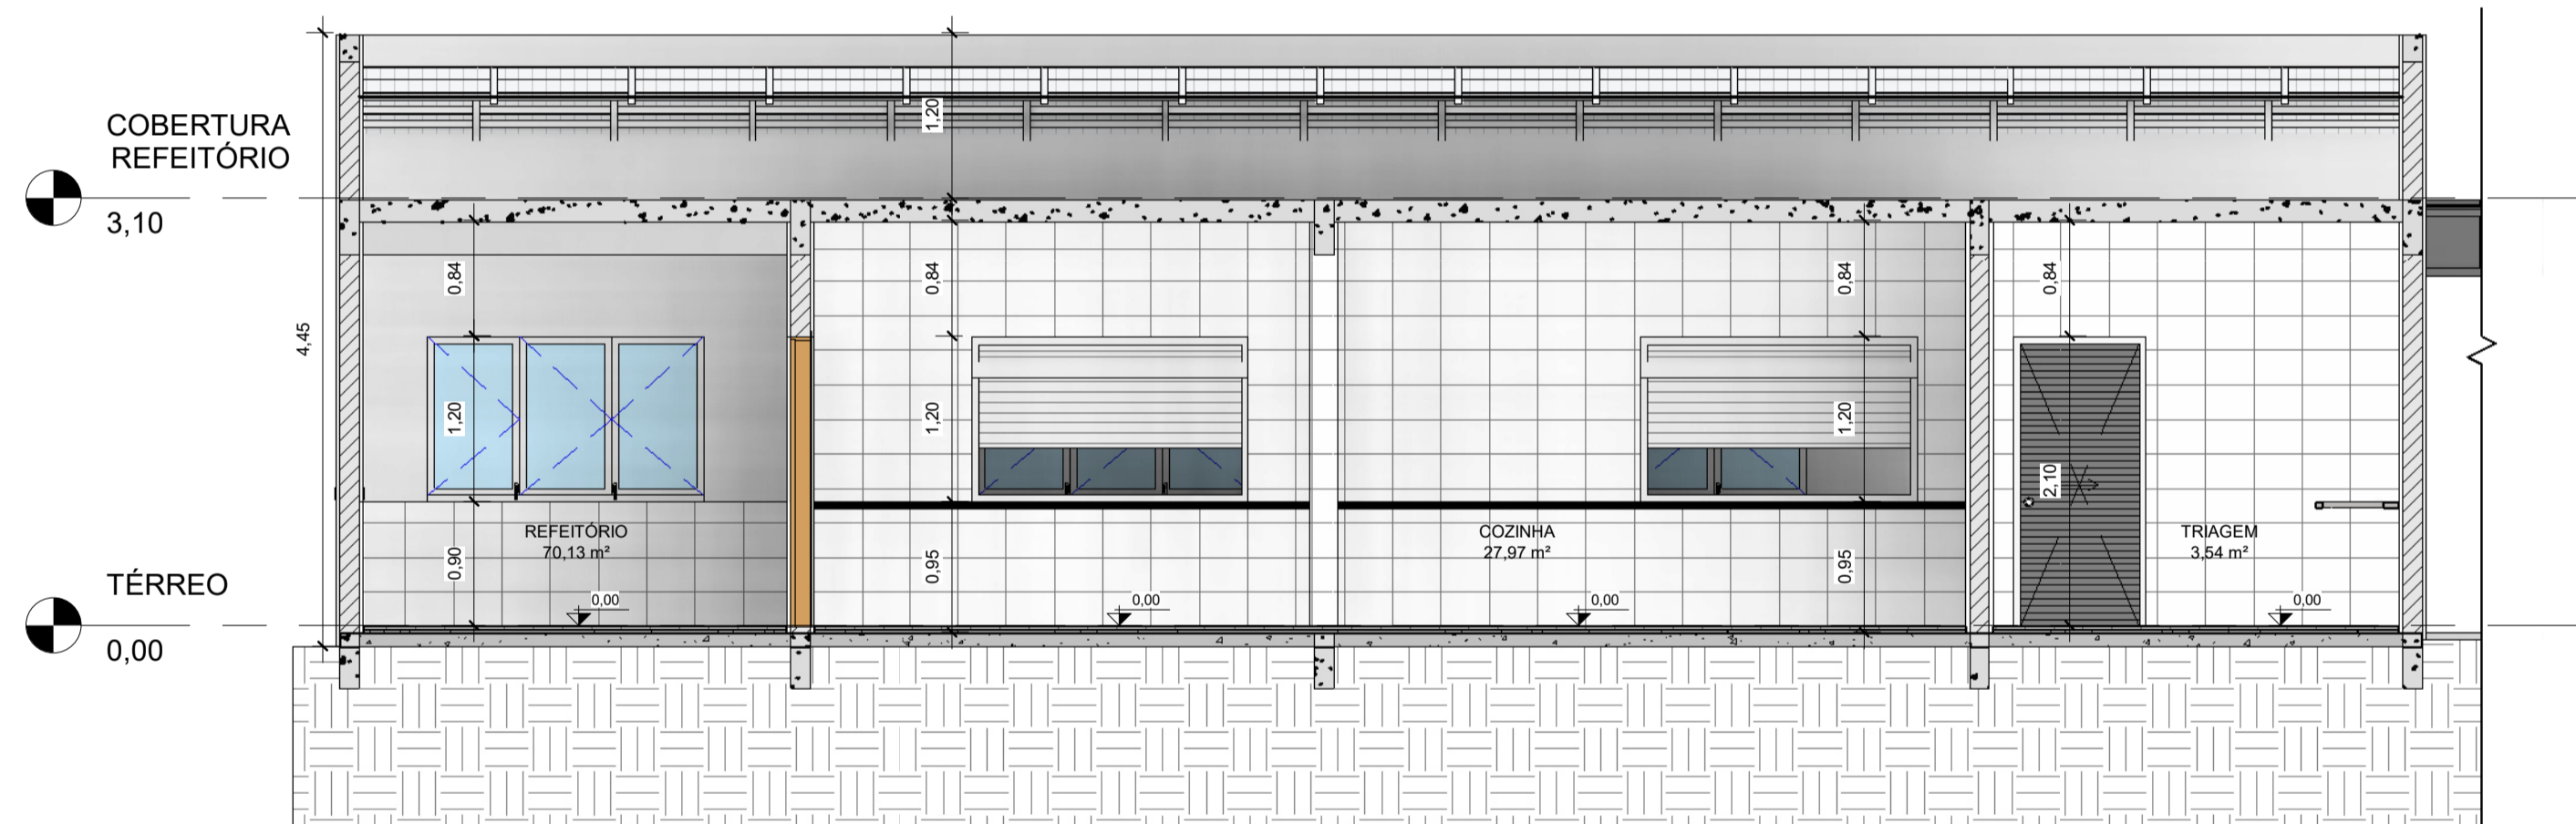 COBERTURA
REFEITÓRIO
3,10
TÉRREO
0,00
4,45
1,20
0,84
1,20
0,90
REFEITÓRIO
70,13 m²
0,00
0,84
1,20
0,95
0,00
COZINHA
27,97 m²
0,00
0,84
1,20
0,95
0,84
2,10
TRIAGEM
3,54 m²
0,00